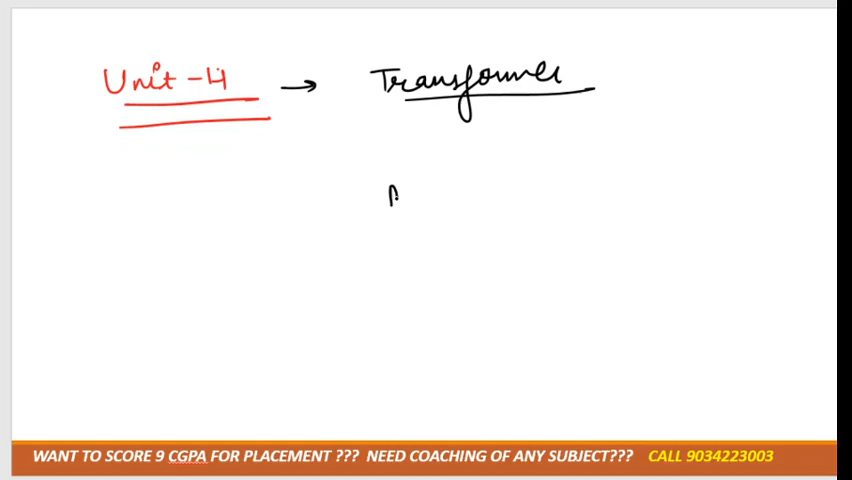 Unit-4 → Transformer
WANT TO SCORE 9 CGPA FOR PLACEMENT ??? NEED COACHING OF ANY SUBJECT??? CALL 9034223003